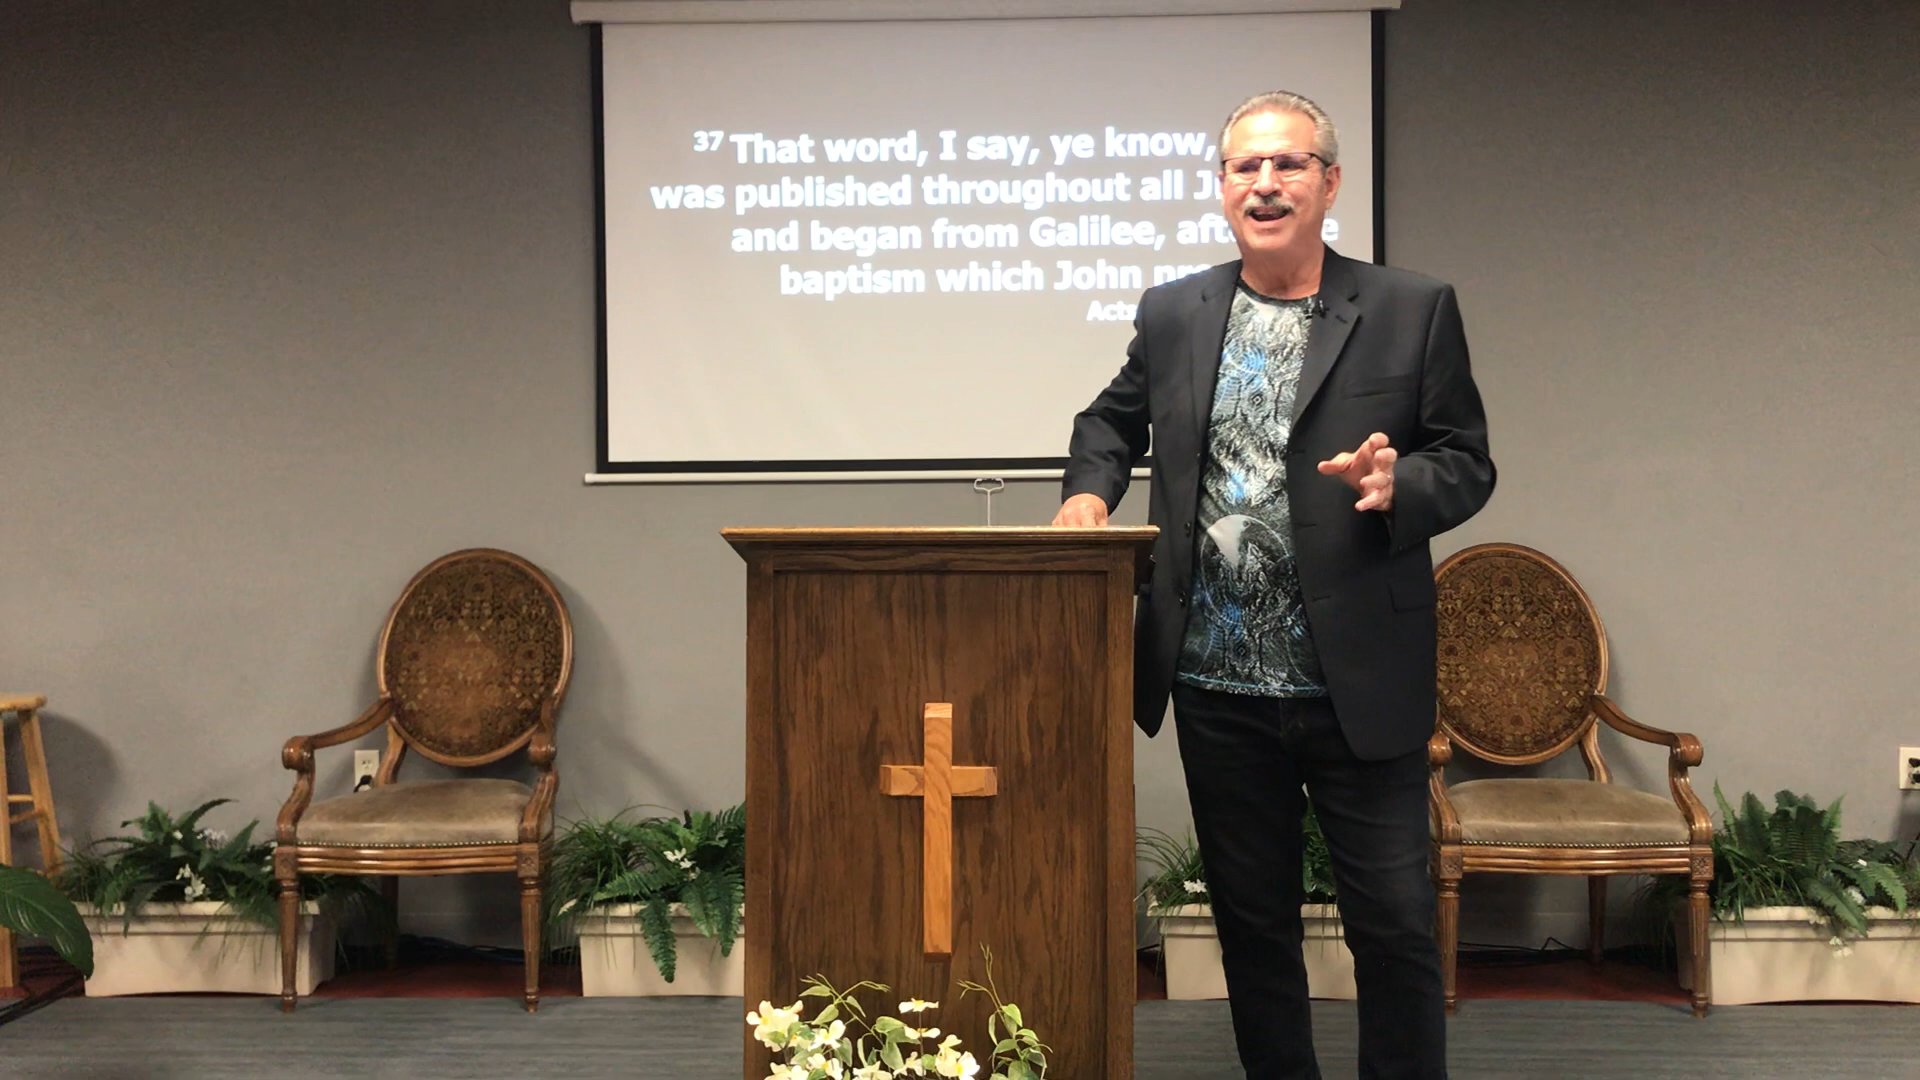 37 That word, I say, ye know,
was published throughout all
and began from Galilee,
baptism which John
Acts